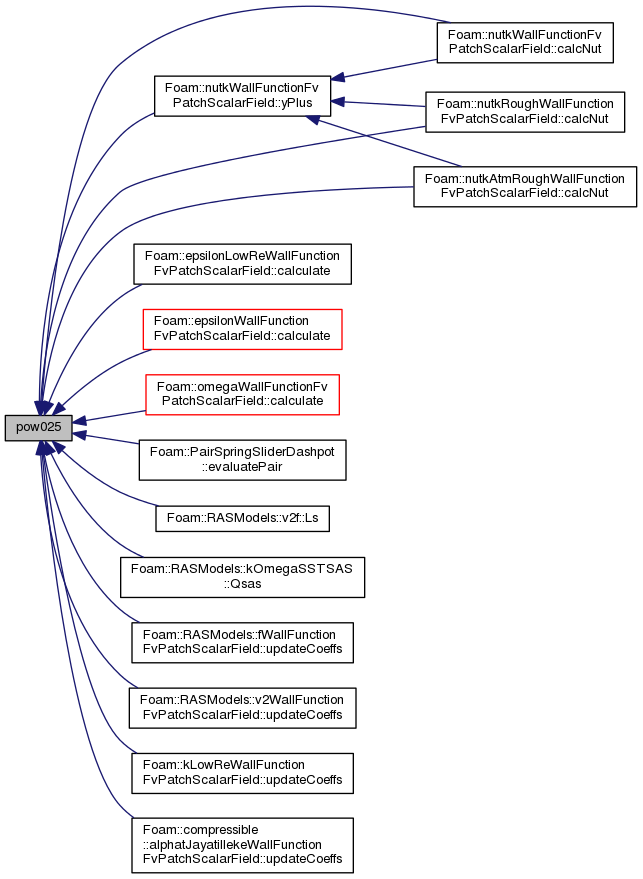 Foam::nutkWallFunctionFv
PatchScalarField::calcNut
Foam::nutkWallFunctionFv
PatchScalarField::yPlus
Foam::nutkRoughWallFunction
FvPatchScalarField::calcNut
Foam::nutkAtmRoughWallFunction
FvPatchScalarField::calcNut
Foam::epsilonLowReWallFunction
FvPatchScalarField::calculate
Foam::epsilonWallFunction
FvPatchScalarField::calculate
Foam::omegaWallFunctionFv
PatchScalarField::calculate
pow025
Foam::PairSpringSliderDashpot
::evaluatePair
Foam::RASModels::v2f::Ls
Foam::RASModels::kOmegaSSTSAS
::Qsas
Foam::RASModels::fWallFunction
FvPatchScalarField::updateCoeffs
Foam::RASModels::v2WallFunction
FvPatchScalarField::updateCoeffs
Foam::kLowReWallFunction
FvPatchScalarField::updateCoeffs
Foam::compressible
::alphatJayatillekeWallFunction
FvPatchScalarField::updateCoeffs